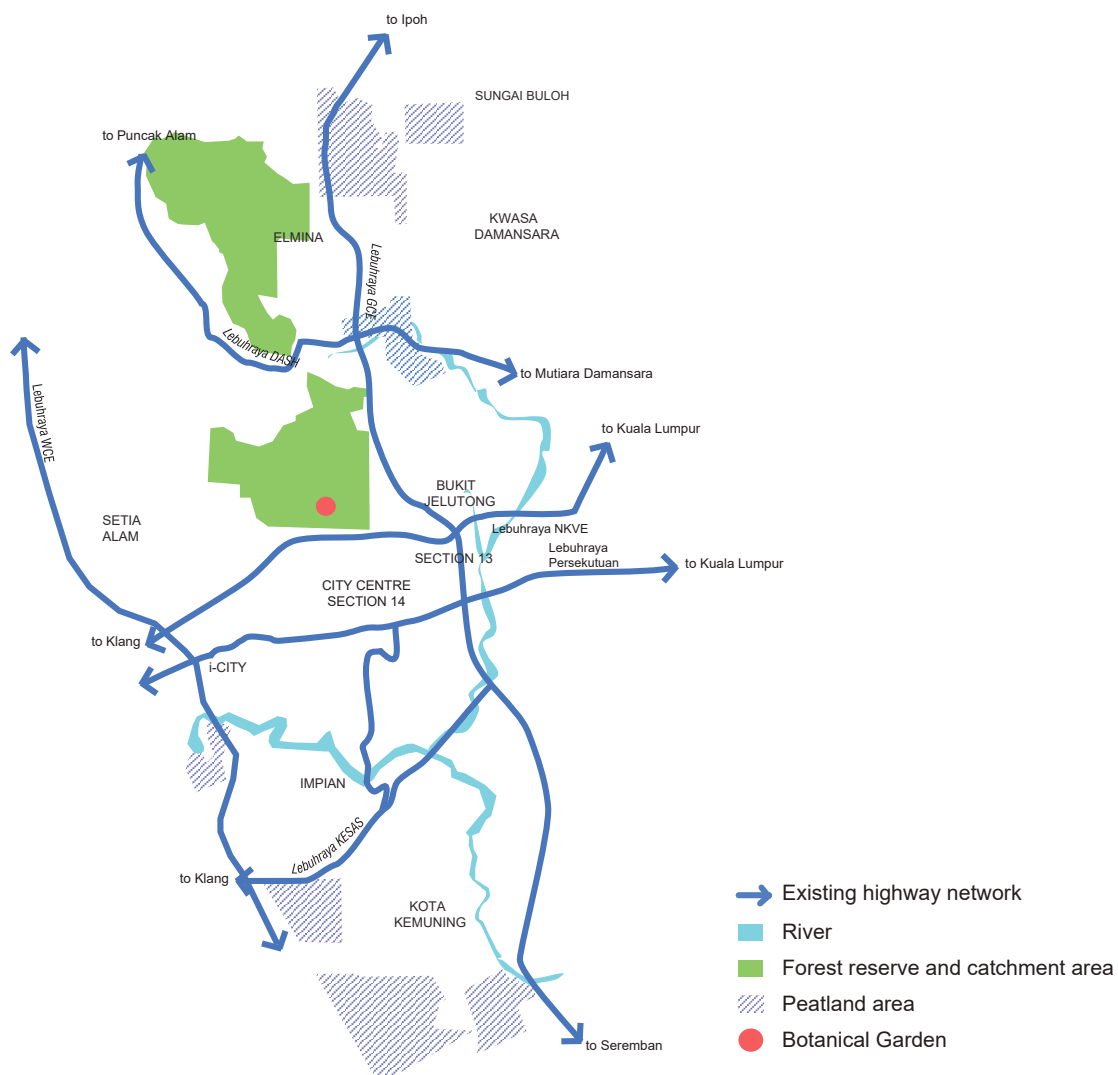 to Ipoh
SUNGAI BULOH
to Puncak Alam
KWASA
DAMANSARA
ELMINA
Lebuhraya GCE
Lebuhraya DASH
to Mutiara Damansara
Lebuhraya WCE
to Kuala Lumpur
BUKIT
JELUTONG
SETIA
ALAM
Lebuhraya NKVE
Lebuhraya
Persekutuan
SECTION 13
to Kuala Lumpur
CITY CENTRE
SECTION 14
to Klang
i-CITY
IMPIAN
Lebuhraya KESAS
to Klang
KOTA
KEMUNING
to Seremban
Existing highway network
River
Forest reserve and catchment area
Peatland area
Botanical Garden